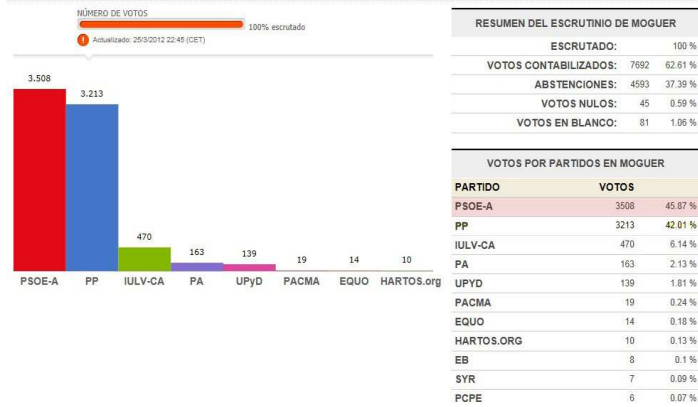 NÚMERO DE VOTOS
100% escrutado
Actualizado: 25/3/2012 22:45 (CET)
3.508
3.213
470
163
139
19
14
10
PSOE-A PP IULV-CA PA UPyD PACMA EQUO HARTOS.org
RESUMEN DEL ESCRUTINIO DE MOGUER
ESCRUTADO: 100 %
VOTOS CONTABILIZADOS: 7692 62.61 %
ABSTENCIONES: 4593 37.39 %
VOTOS NULOS: 45 0.59 %
VOTOS EN BLANCO: 81 1.06 %
VOTOS POR PARTIDOS EN MOGUER
PARTIDO VOTOS
PSOE-A 3508 45.87 %
PP 3213 42.01 %
IULV-CA 470 6.14 %
PA 163 2.13 %
UPYD 139 1.81 %
PACMA 19 0.24 %
EQUO 14 0.18 %
HARTOS.ORG 10 0.13 %
EB 8 0.1 %
SYR 7 0.09 %
PCPE 6 0.07 %